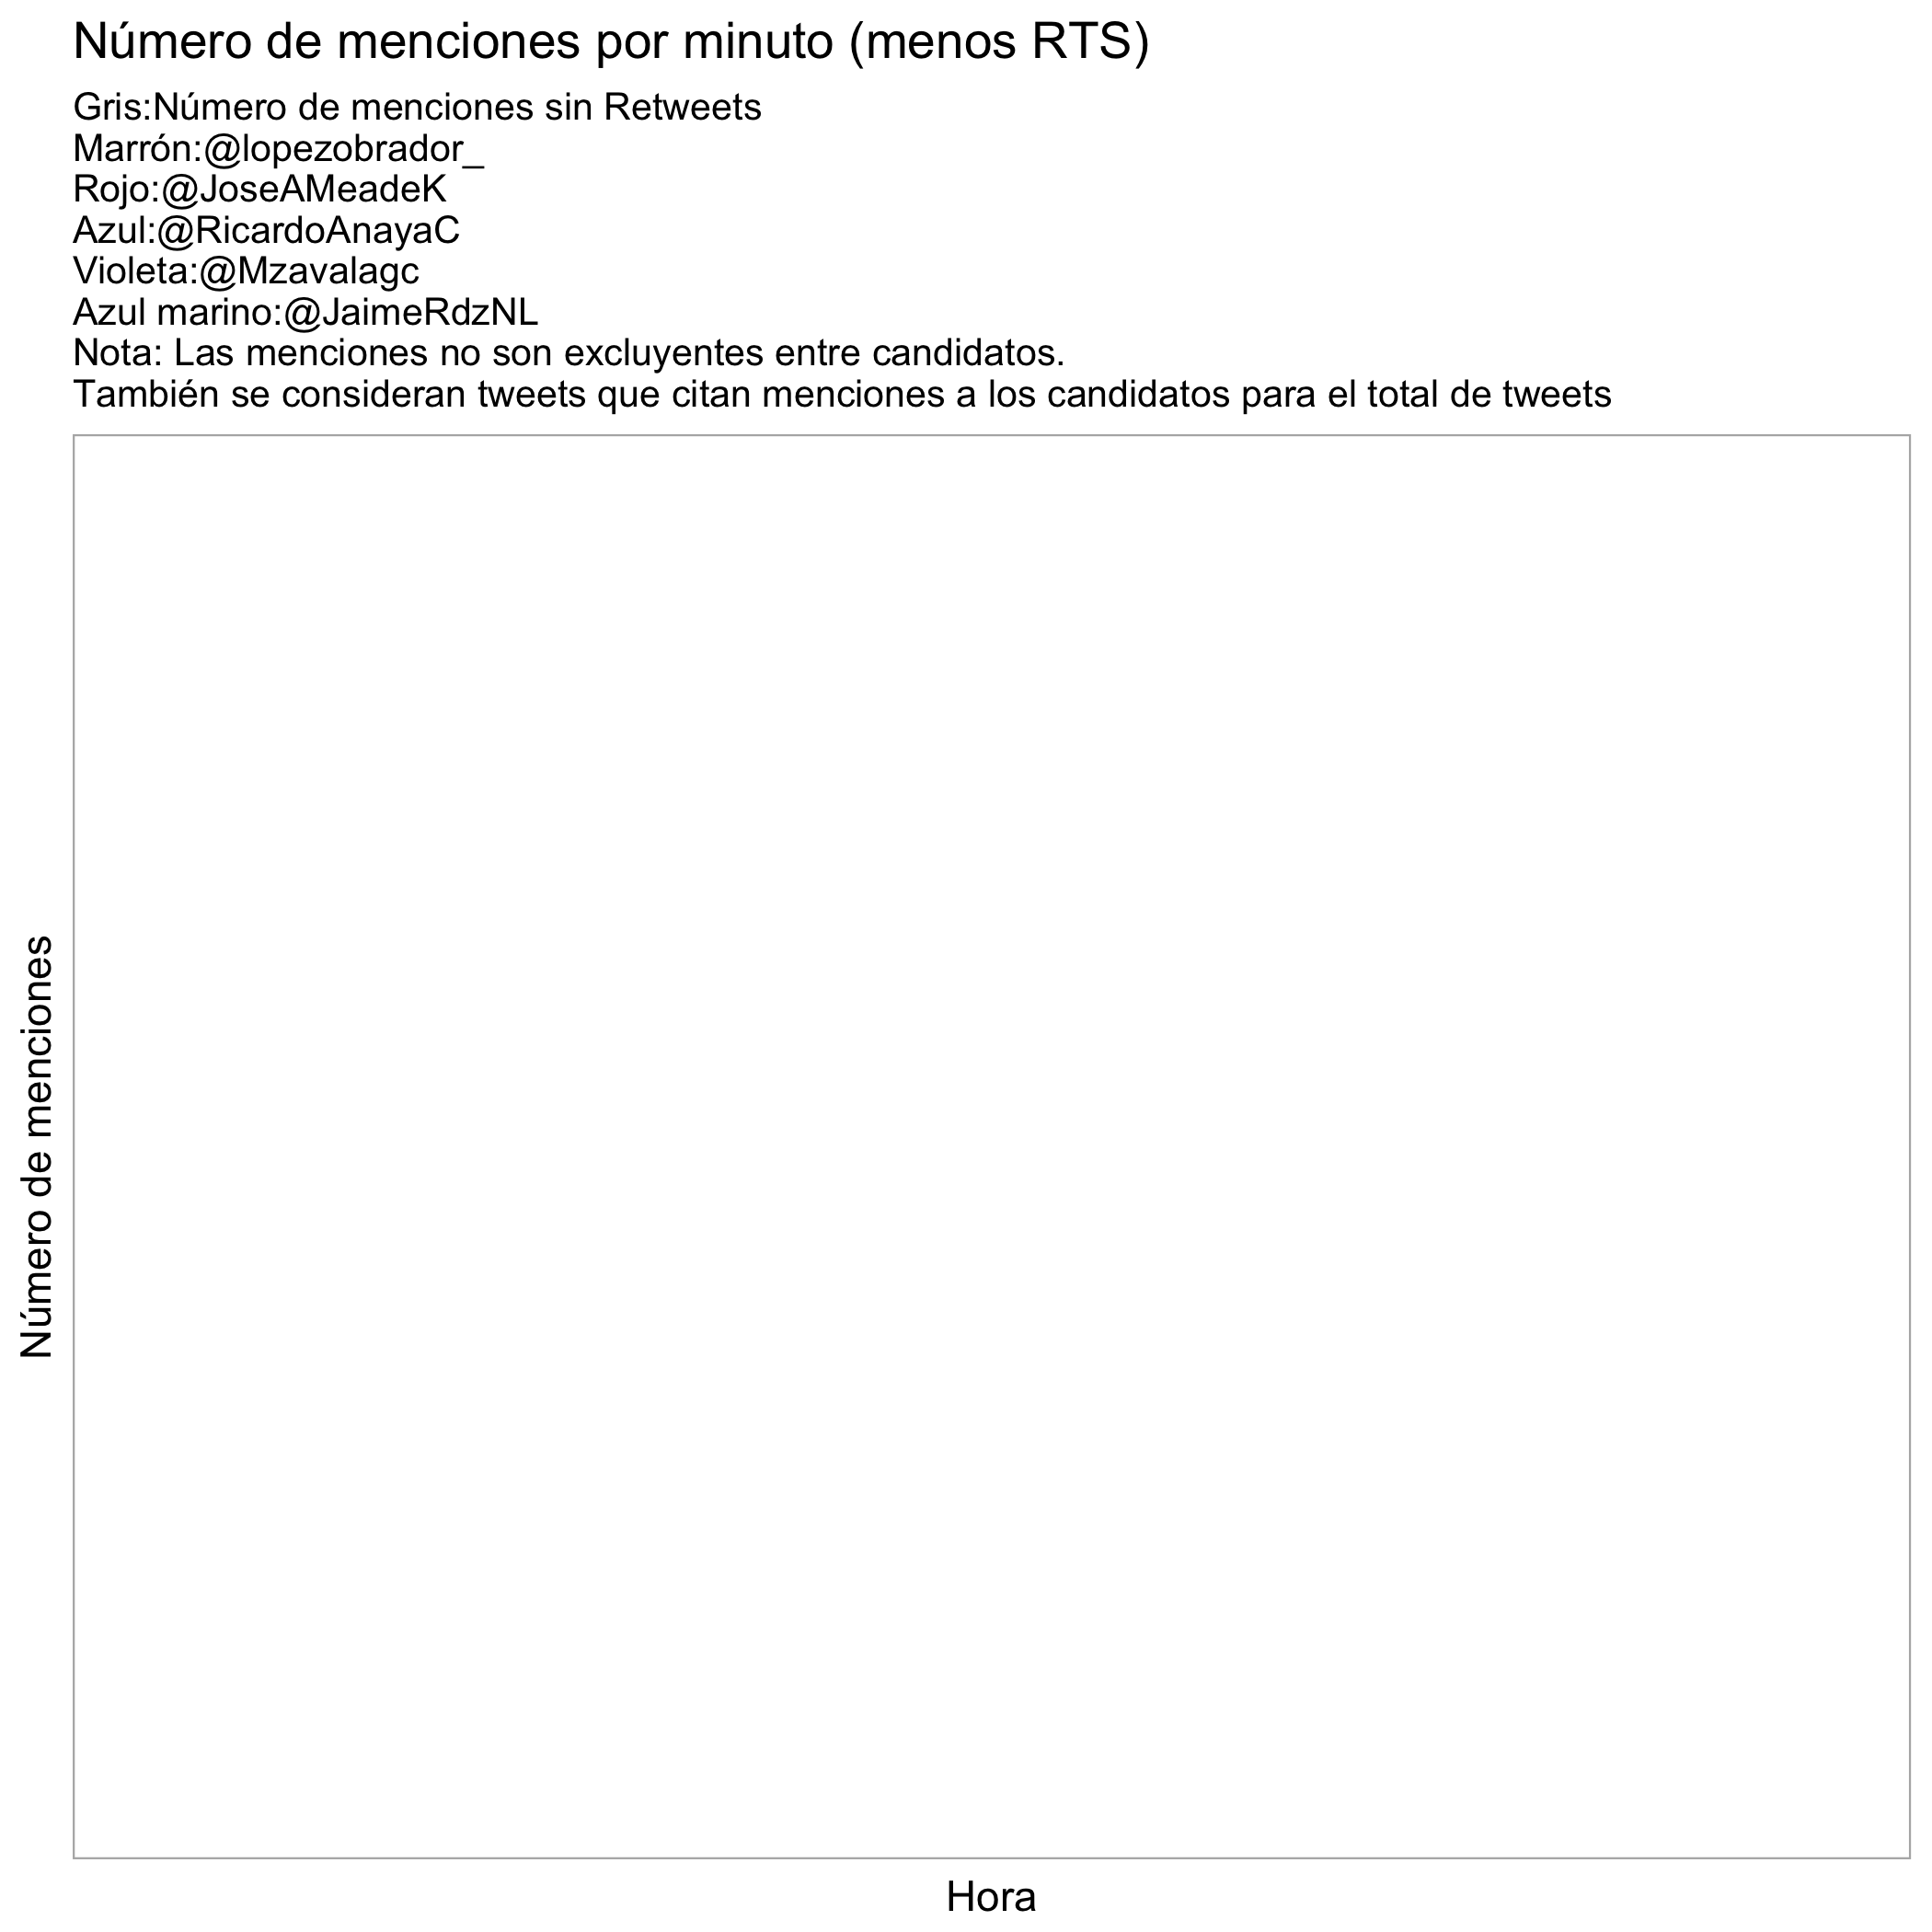 Número de menciones por minuto (menos RTS)
Gris:Número de menciones sin Retweets
Marrón:@lopezobrador_
Rojo:@JoseAMeadeK
Azul:@RicardoAnayaC
Violeta:@Mzavalagc
Azul marino:@JaimeRdzNL
Nota: Las menciones no son excluyentes entre candidatos.
También se consideran tweets que citan menciones a los candidatos para el total de tweets
Número de menciones
Hora